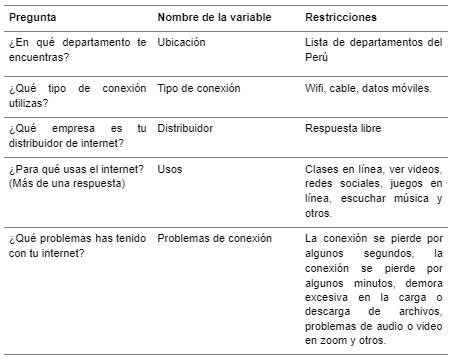 Pregunta Nombre de la variable Restricciones
¿En qué departamento te Ubicación Lista de departamentos del
encuentras? Perú
¿Qué tipo de conexión Tipo de conexión Wifi, cable, datos móviles.
utilizas?
¿Qué empresa es tu Distribuidor Respuesta libre
distribuidor de internet?
¿Para qué usas el internet? Usos Clases en línea, ver videos,
(Más de una respuesta) redes sociales, juegos en
línea, escuchar música y
otros.
¿Qué problemas has tenido Problemas de conexión La conexión se pierde por
con tu internet? algunos segundos, la
conexión se pierde por
algunos minutos, demora
excesiva en la carga o
descarga de archivos,
problemas de audio o video
en zoom y otros.